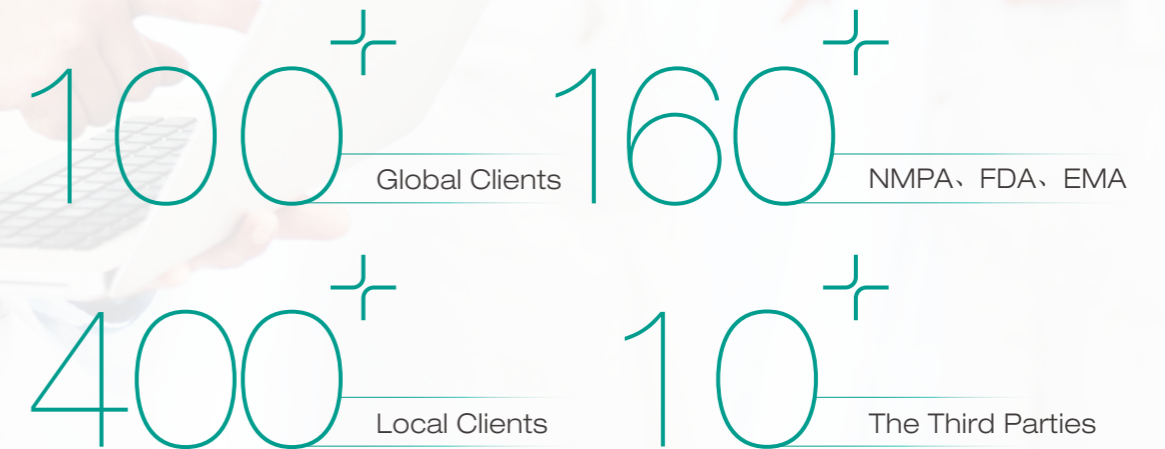 100+
Global Clients
160+
NMPA、FDA、EMA
400+
Local Clients
10+
The Third Parties